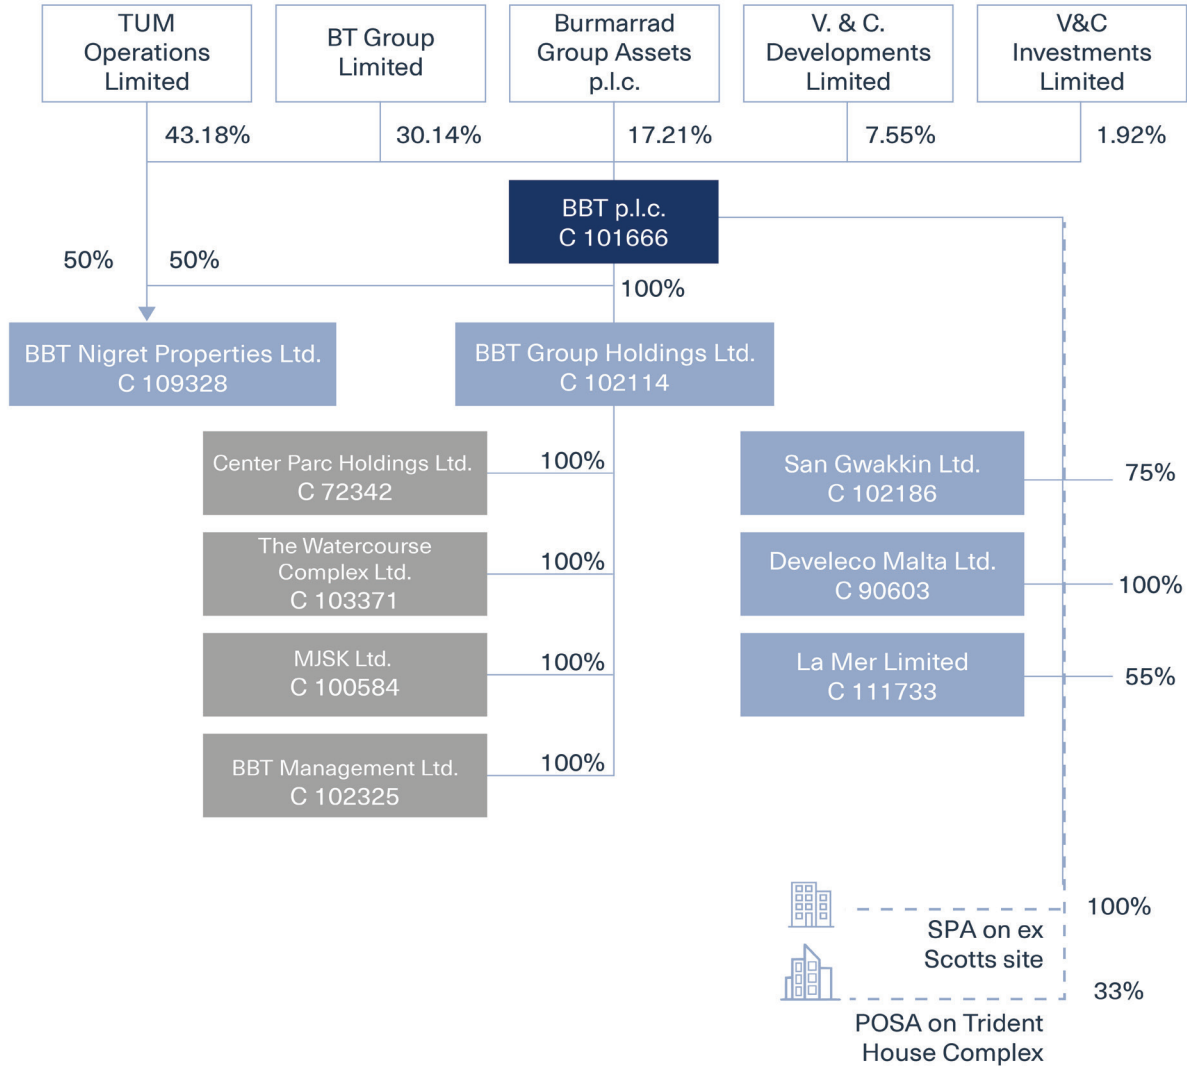 TUM
Operations
Limited
BT Group
Limited
Burmarrad
Group Assets
p.l.c.
V. & C.
Developments
Limited
V&C
Investments
Limited
43.18%
30.14%
17.21%
7.55%
1.92%
BBT p.l.c.
C 101666
50%
50%
100%
BBT Nigret Properties Ltd.
C 109328
BBT Group Holdings Ltd.
C 102114
Center Parc Holdings Ltd.
C 72342
100%
The Watercourse
Complex Ltd.
C 103371
100%
MJSK Ltd.
C 100584
100%
BBT Management Ltd.
C 102325
100%
San Gwakkin Ltd.
C 102186
75%
Develeco Malta Ltd.
C 90603
100%
La Mer Limited
C 111733
55%
100%
SPA on ex
Scotts site
33%
POSA on Trident
House Complex